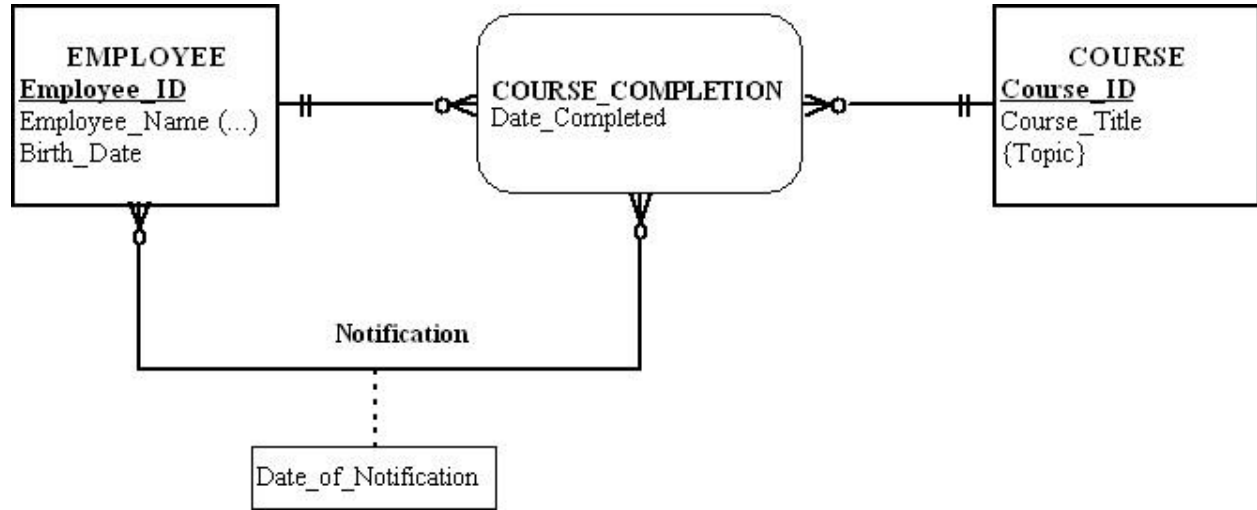 EMPLOYEE
Employee_ID
Employee_Name (...)
Birth_Date
COURSE_COMPLETION
Date_Completed
COURSE
Course_ID
Course_Title
{Topic}
Notification
Date_of_Notification